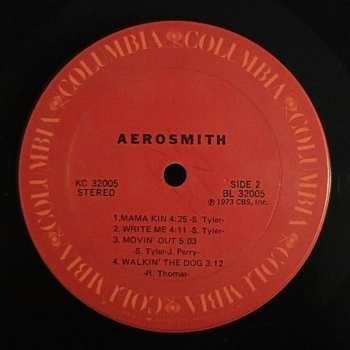 COLUMBIA COLUMBIA COLUMBIA COLUMBIA COLUMBIA COLUMBIA
AEROSMITH
KC 32005
STEREO
SIDE 2
BL 32005
℗ 1973 CBS, Inc.
1.MAMA KIN 4:25 -S. Tyler-
2. WRITE ME 4:11 -S. Tyler-
3. MOVIN' OUT 5:03
-S. Tyler-J. Perry-
4. WALKIN' THE DOG 3:12
-R. Thomas-